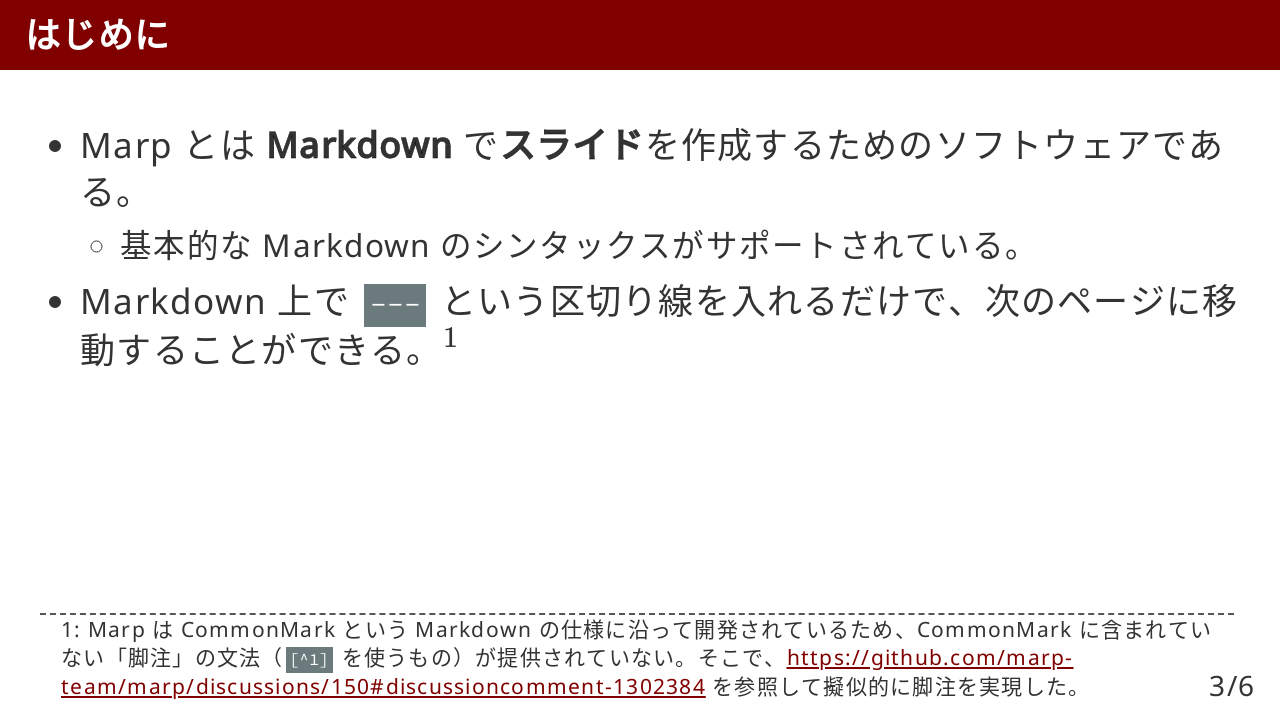 はじめに
• Marp とは Markdown でスライドを作成するためのソフトウェアであ
る。
○ 基本的な Markdown のシンタックスがサポートされている。
• Markdown 上で --- という区切り線を入れるだけで、次のページに移
動することができる。1
1: Marp は CommonMark という Markdown の仕様に沿って開発されているため、CommonMark に含まれてい
ない「脚注」の文法（ [^1] を使うもの）が提供されていない。そこで、https://github.com/marp-
team/marp/discussions/150#discussioncomment-1302384 を参照して擬似的に脚注を実現した。
3/6